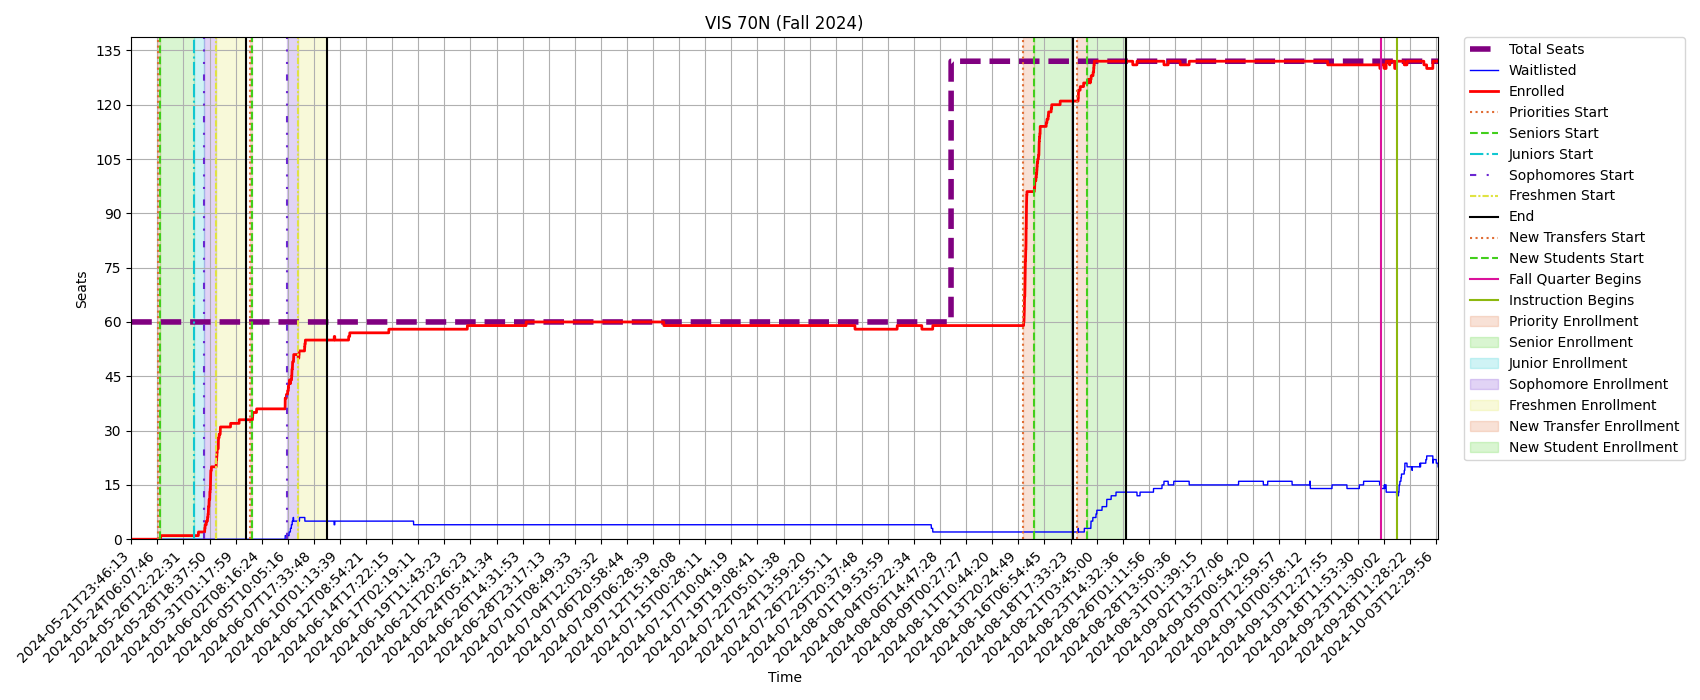 VIS 70N (Fall 2024)
Seats
135
120
105
90
75
60
45
30
15
0
2024-05-21T23:46:13
2024-05-24T06:07:46
2024-05-26T12:22:31
2024-05-28T18:37:50
2024-05-31T01:17:59
2024-06-02T08:16:24
2024-06-05T10:05:16
2024-06-07T17:33:48
2024-06-10T01:13:39
2024-06-12T08:54:21
2024-06-14T17:22:15
2024-06-17T02:19:11
2024-06-19T11:43:23
2024-06-21T20:26:23
2024-06-24T05:41:34
2024-06-26T14:31:53
2024-06-28T23:17:13
2024-07-01T08:49:33
2024-07-04T12:03:32
2024-07-06T20:58:44
2024-07-09T06:28:39
2024-07-12T15:18:08
2024-07-15T00:28:11
2024-07-17T10:04:19
2024-07-19T19:08:41
2024-07-22T05:01:38
2024-07-24T13:59:20
2024-07-26T22:55:11
2024-07-29T20:37:48
2024-08-01T19:53:59
2024-08-04T05:22:34
2024-08-06T14:47:28
2024-08-09T00:27:27
2024-08-11T10:44:20
2024-08-13T20:24:49
2024-08-16T06:54:45
2024-08-18T17:33:23
2024-08-21T03:45:00
2024-08-23T14:32:36
2024-08-26T01:11:56
2024-08-28T13:50:36
2024-08-31T01:39:15
2024-09-02T13:27:06
2024-09-05T00:54:20
2024-09-07T12:59:57
2024-09-10T00:58:12
2024-09-13T12:27:55
2024-09-18T11:53:30
2024-09-23T11:30:02
2024-09-28T11:28:22
2024-10-03T12:29:56
Time
Total Seats
Waitlisted
Enrolled
Priorities Start
Seniors Start
Juniors Start
Sophomores Start
Freshmen Start
End
New Transfers Start
New Students Start
Fall Quarter Begins
Instruction Begins
Priority Enrollment
Senior Enrollment
Junior Enrollment
Sophomore Enrollment
Freshmen Enrollment
New Transfer Enrollment
New Student Enrollment